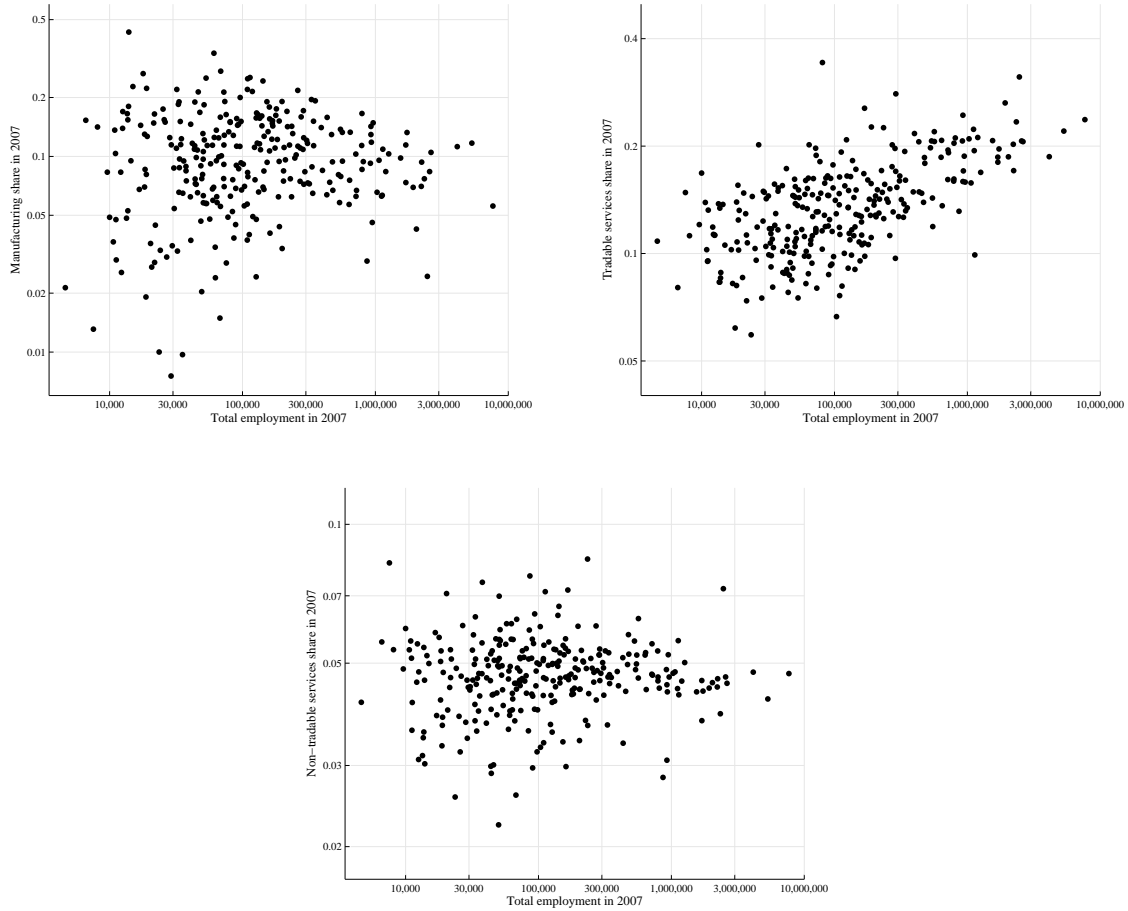 0.5
0.2
0.1
0.05
0.02
0.01
Manufacturing share in 2007
10,000 30,000 100,000 300,000 1,000,000 3,000,000 10,000,000
Total employment in 2007
0.4
0.2
0.1
0.05
Tradable services share in 2007
10,000 30,000 100,000 300,000 1,000,000 3,000,000 10,000,000
Total employment in 2007
0.1
0.07
0.05
0.03
0.02
Non−tradable services share in 2007
10,000 30,000 100,000 300,000 1,000,000 3,000,000 10,000,000
Total employment in 2007